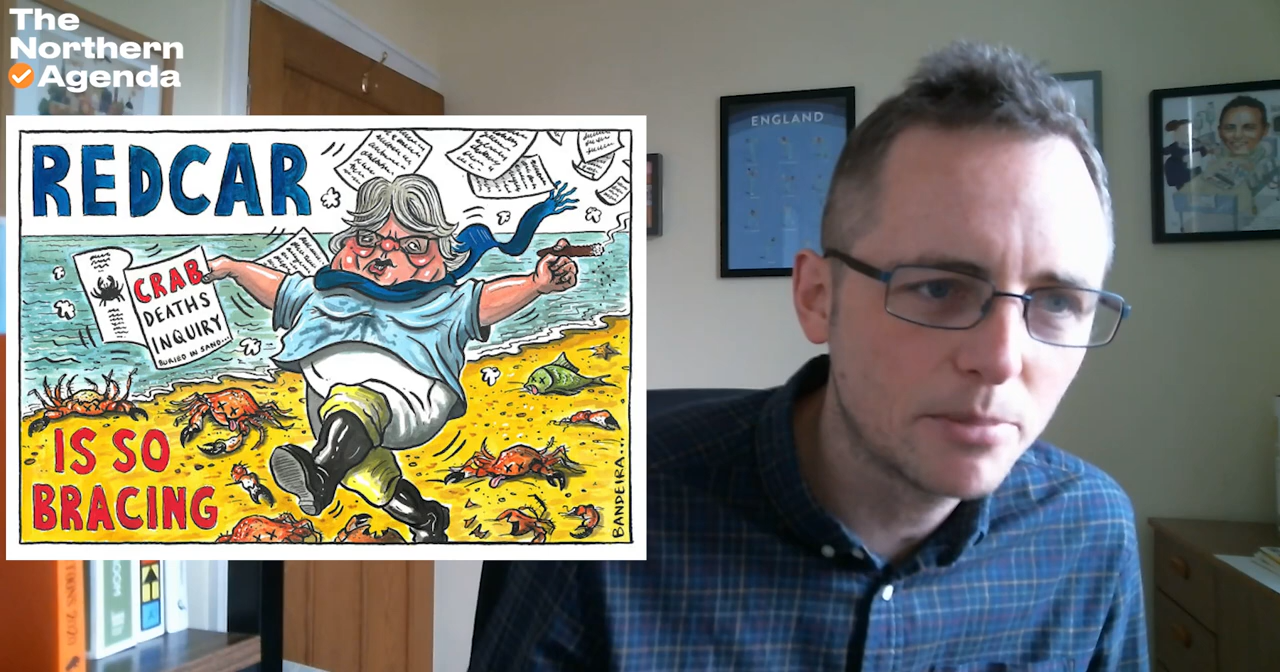 The
Northern
Agenda
REDCAR
CRAB
DEATHS
INQUIRY
BURIED IN SAND...
IS SO
BRACING
BANDEIRA...
ENGLAND